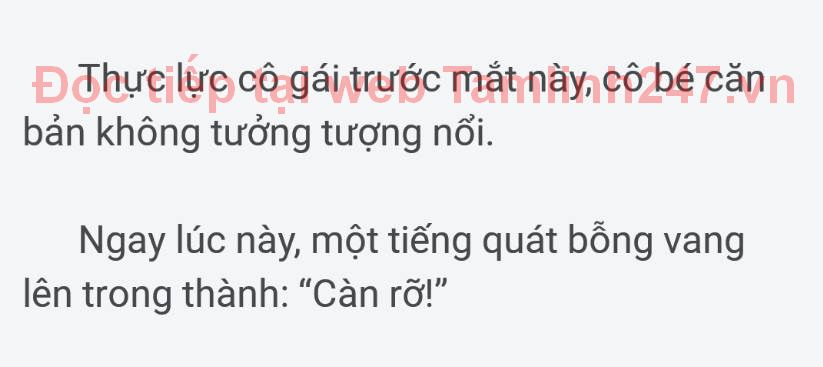 Thực lực cô gái trước mắt này, cô bé căn
Đọc tiếp tại web Tamlinh247.vn
bản không tưởng tượng nổi.
Ngay lúc này, một tiếng quát bỗng vang
lên trong thành: “Càn rỡ!”